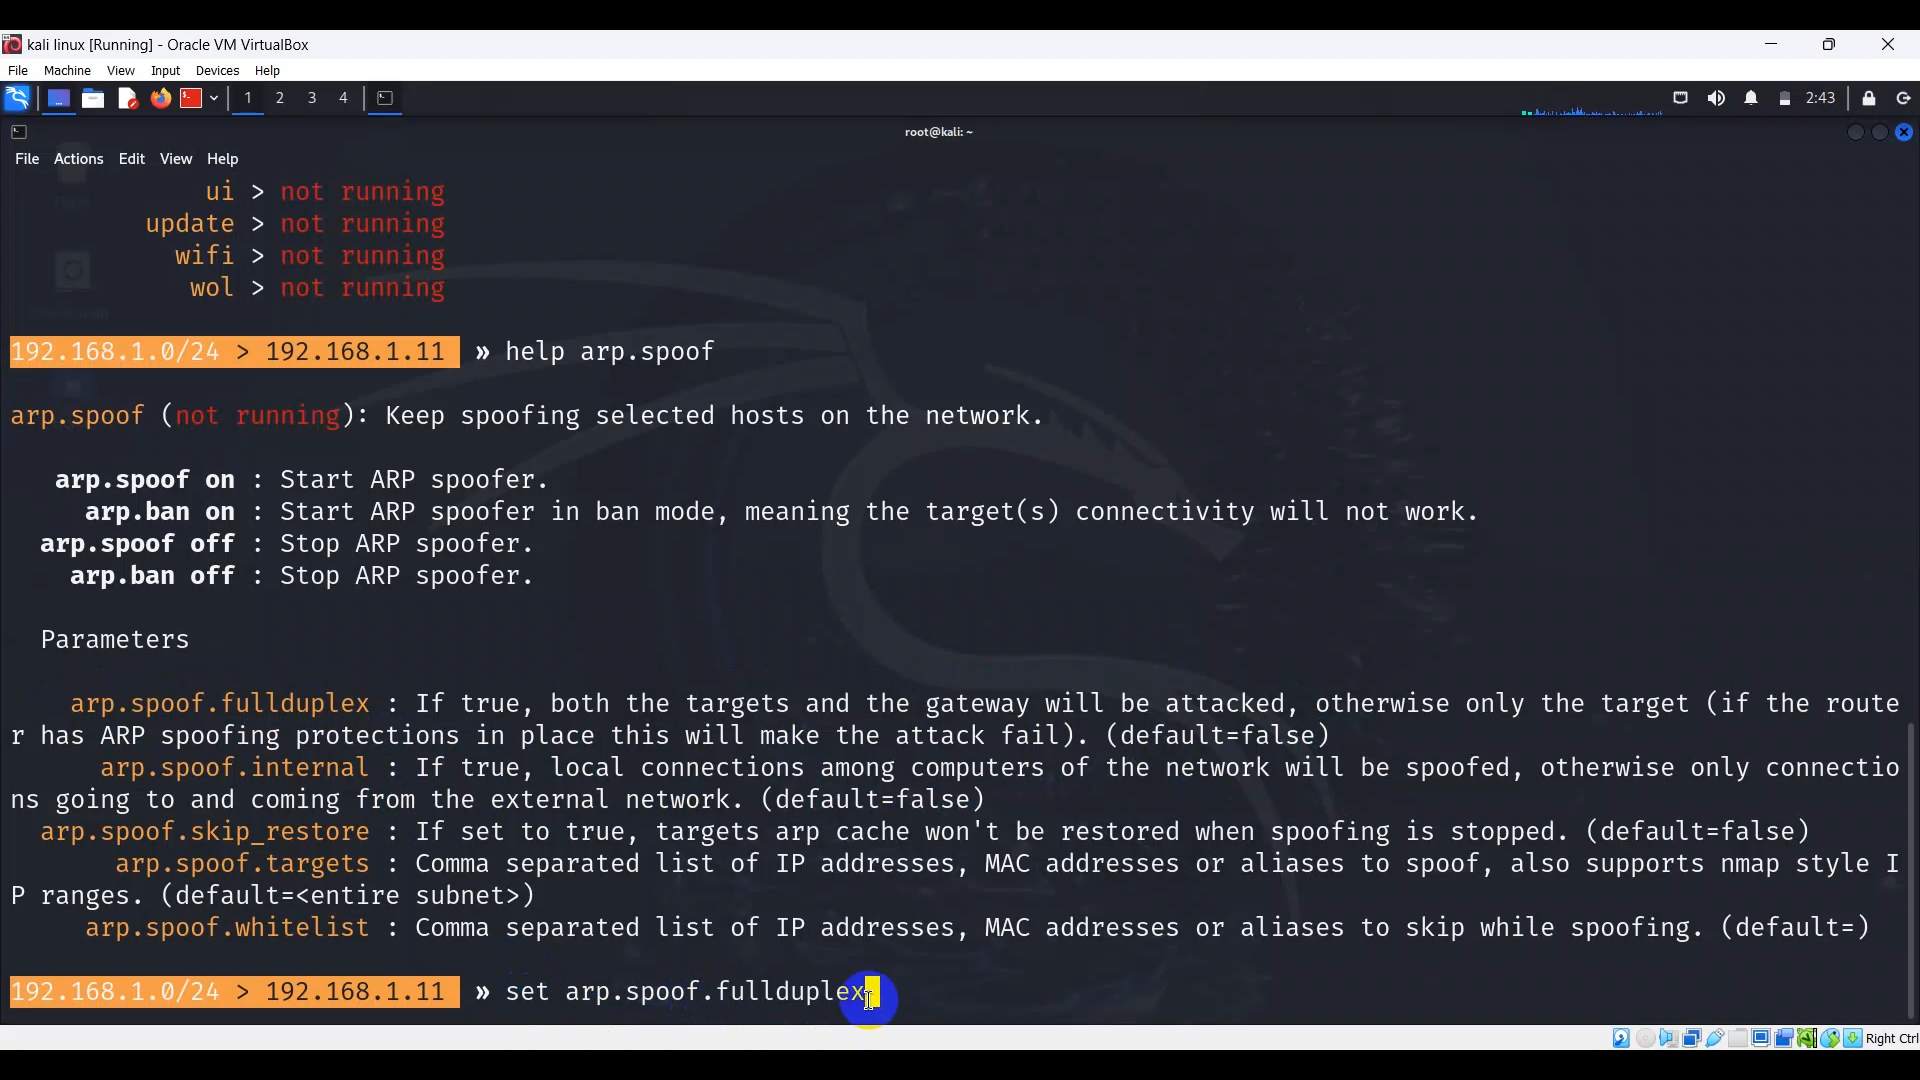 kali linux [Running] - Oracle VM VirtualBox
File Machine View Input Devices Help
1 2 3 4
2:43
root@kali: ~
File Actions Edit View Help
ui > not running
update > not running
wifi > not running
wol > not running
192.168.1.0/24 > 192.168.1.11 » help arp.spoof
arp.spoof (not running): Keep spoofing selected hosts on the network.
arp.spoof on : Start ARP spoofer.
arp.ban on : Start ARP spoofer in ban mode, meaning the target(s) connectivity will not work.
arp.spoof off : Stop ARP spoofer.
arp.ban off : Stop ARP spoofer.
Parameters
arp.spoof.fullduplex : If true, both the targets and the gateway will be attacked, otherwise only the target (if the route
r has ARP spoofing protections in place this will make the attack fail). (default=false)
arp.spoof.internal : If true, local connections among computers of the network will be spoofed, otherwise only connectio
ns going to and coming from the external network. (default=false)
arp.spoof.skip_restore : If set to true, targets arp cache won't be restored when spoofing is stopped. (default=false)
arp.spoof.targets : Comma separated list of IP addresses, MAC addresses or aliases to spoof, also supports nmap style I
P ranges. (default=<entire subnet>)
arp.spoof.whitelist : Comma separated list of IP addresses, MAC addresses or aliases to skip while spoofing. (default=)
192.168.1.0/24 > 192.168.1.11 » set arp.spoof.fullduplex
Right Ctrl